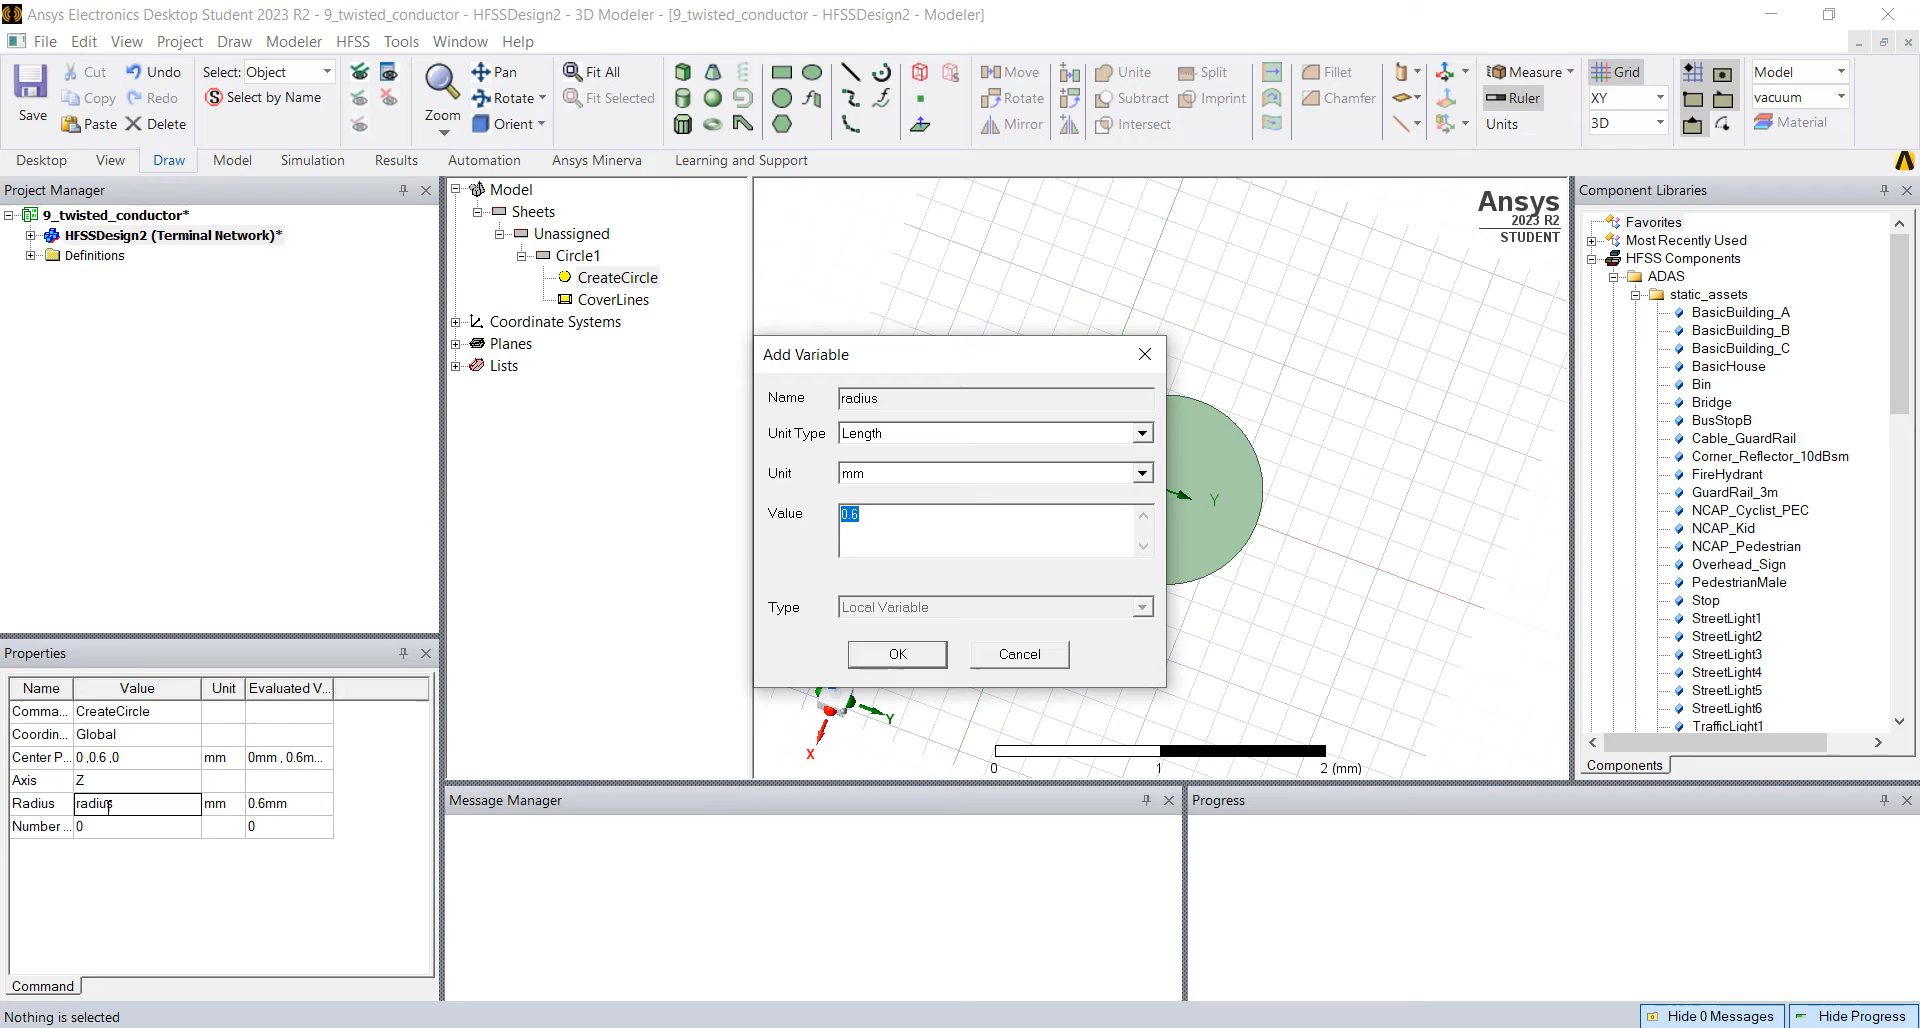 Ansys Electronics Desktop Student 2023 R2 - 9_twisted_conductor - HFSSDesign2 - 3D Modeler - [9_twisted_conductor - HFSSDesign2 - Modeler]
File Edit View Project Draw Modeler HFSS Tools Window Help
Save
Cut
Copy
Paste
Undo
Redo
Delete
Select: Object
Select by Name
Zoom
Pan
Rotate
Orient
Fit All
Fit Selected
Move
Rotate
Mirror
Unite
Subtract
Intersect
Split
Imprint
Fillet
Chamfer
Measure
Ruler
Units
Grid
XY
3D
Model
vacuum
Material
Desktop View Draw Model Simulation Results Automation Ansys Minerva Learning and Support
Project Manager
9_twisted_conductor*
HFSSDesign2 (Terminal Network)*
Definitions
Model
Sheets
Unassigned
Circle1
CreateCircle
CoverLines
Coordinate Systems
Planes
Lists
Ansys
2023 R2
STUDENT
Add Variable
Name radius
Unit Type Length
Unit mm
Value 0.6
Type Local Variable
OK Cancel
Y
Y
X
0 1 2 (mm)
Component Libraries
Favorites
Most Recently Used
HFSS Components
ADAS
static_assets
BasicBuilding_A
BasicBuilding_B
BasicBuilding_C
BasicHouse
Bin
Bridge
BusStopB
Cable_GuardRail
Corner_Reflector_10dBsm
FireHydrant
GuardRail_3m
NCAP_Cyclist_PEC
NCAP_Kid
NCAP_Pedestrian
Overhead_Sign
PedestrianMale
Stop
StreetLight1
StreetLight2
StreetLight3
StreetLight4
StreetLight5
StreetLight6
TrafficLight1
Components
Properties
Name Value Unit Evaluated V...
Comma... CreateCircle
Coordin... Global
Center P... 0 ,0.6 ,0 mm 0mm , 0.6m...
Axis Z
Radius radius mm 0.6mm
Number ... 0 0
Command
Message Manager
Progress
Nothing is selected
Hide 0 Messages
Hide Progress